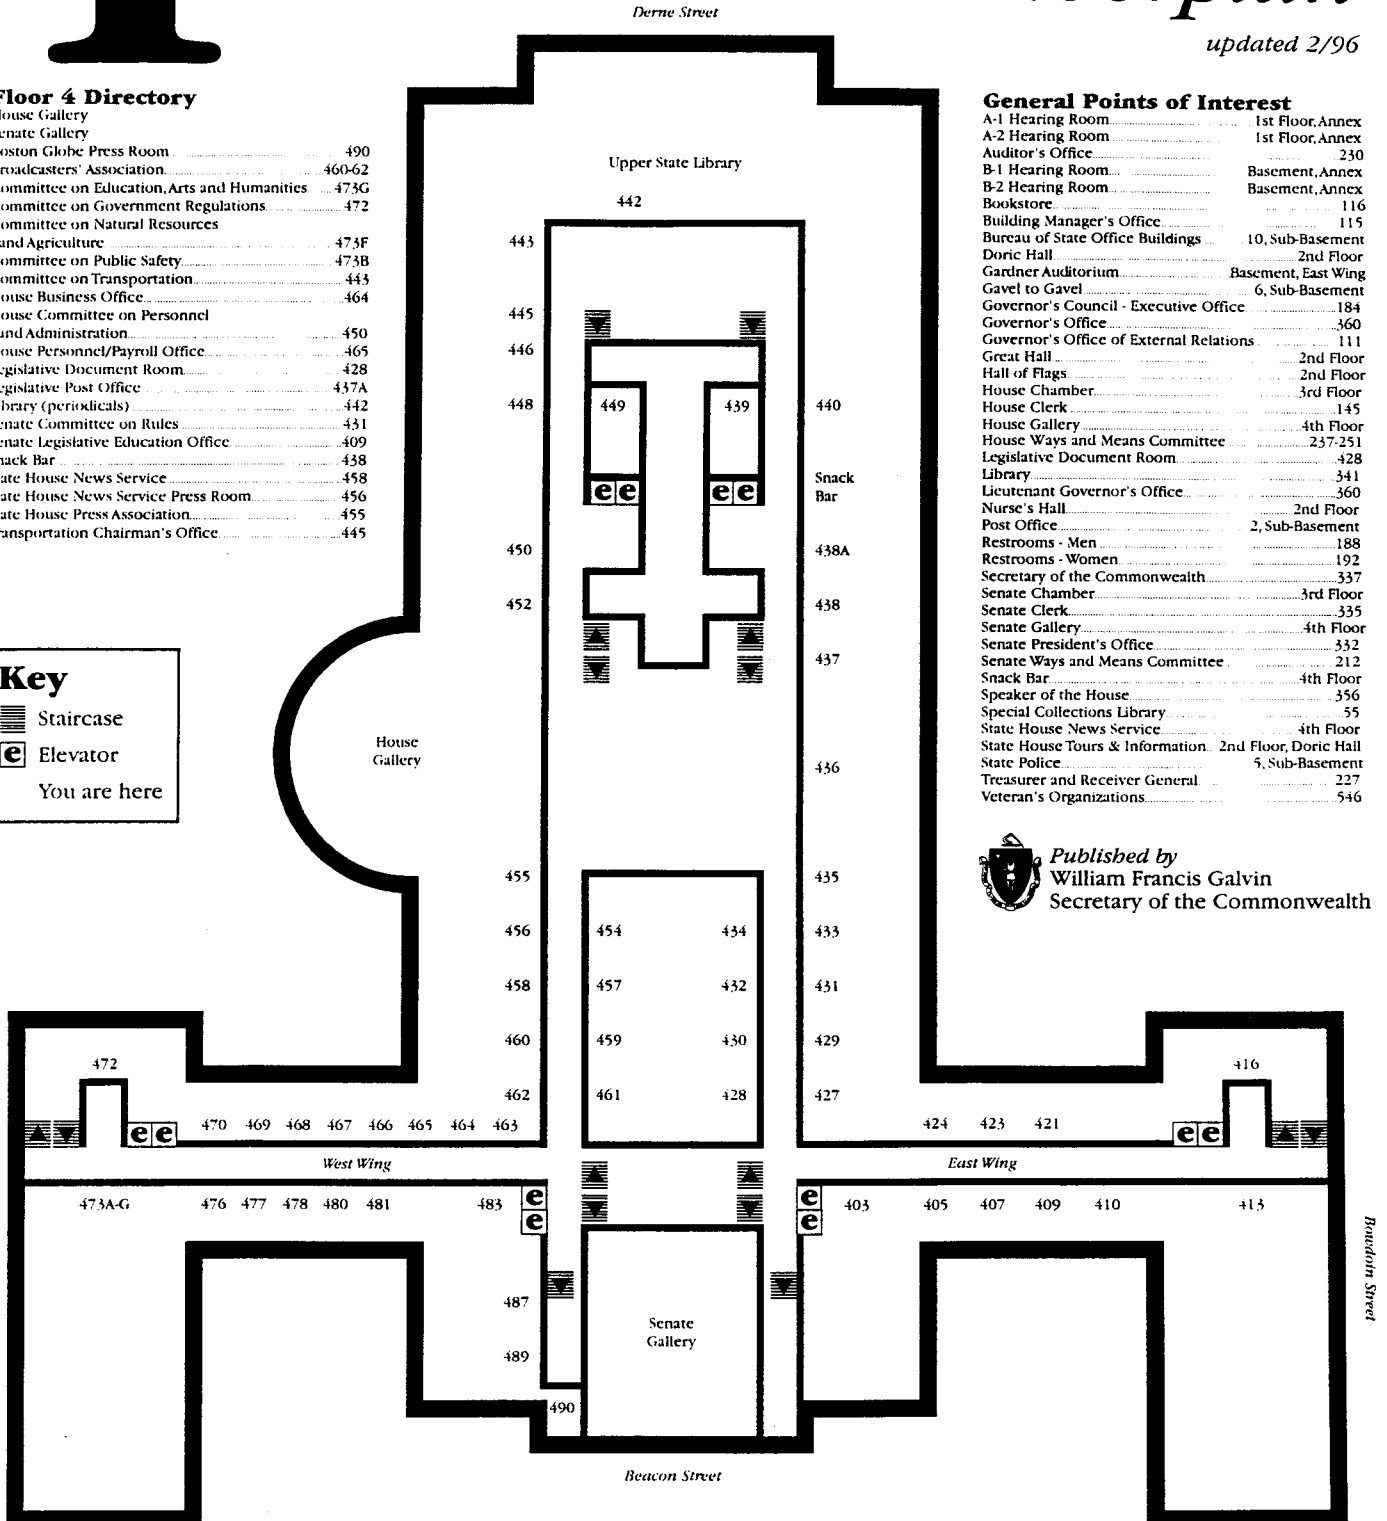 Derne Street
updated 2/96
Floor 4 Directory
House Gallery
Senate Gallery
oston Globe Press Room 490
roadcasters' Association 460-62
ommittee on Education, Arts and Humanities 473G
ommittee on Government Regulations 472
ommittee on Natural Resources
and Agriculture 473F
ommittee on Public Safety 473B
ommittee on Transportation 443
ouse Business Office 464
ouse Committee on Personnel
and Administration 450
ouse Personnel/Payroll Office 465
egislative Document Room 428
egislative Post Office 437A
ibrary (periodicals) 442
enate Committee on Rules 431
enate Legislative Education Office 409
nack Bar 438
ate House News Service 458
ate House News Service Press Room 456
ate House Press Association 455
ransportation Chairman's Office 445
Key
Staircase
e Elevator
You are here
General Points of Interest
A-1 Hearing Room 1st Floor, Annex
A-2 Hearing Room 1st Floor, Annex
Auditor's Office 230
B-1 Hearing Room Basement, Annex
B-2 Hearing Room Basement, Annex
Bookstore 116
Building Manager's Office 115
Bureau of State Office Buildings 10, Sub-Basement
Doric Hall 2nd Floor
Gardner Auditorium Basement, East Wing
Gavel to Gavel 6, Sub-Basement
Governor's Council - Executive Office 184
Governor's Office 360
Governor's Office of External Relations 111
Great Hall 2nd Floor
Hall of Flags 2nd Floor
House Chamber 3rd Floor
House Clerk 145
House Gallery 4th Floor
House Ways and Means Committee 237-251
Legislative Document Room 428
Library 341
Lieutenant Governor's Office 360
Nurse's Hall 2nd Floor
Post Office 2, Sub-Basement
Restrooms - Men 188
Restrooms - Women 192
Secretary of the Commonwealth 337
Senate Chamber 3rd Floor
Senate Clerk 335
Senate Gallery 4th Floor
Senate President's Office 332
Senate Ways and Means Committee 212
Snack Bar 4th Floor
Speaker of the House 356
Special Collections Library 55
State House News Service 4th Floor
State House Tours & Information 2nd Floor, Doric Hall
State Police 5, Sub-Basement
Treasurer and Receiver General 227
Veteran's Organizations 546
Published by
William Francis Galvin
Secretary of the Commonwealth
Upper State Library
442
443
445
446
448 449 439 440
Snack
Bar
e e e e
450 438A
452 438
437
House
Gallery
436
455 435
456 454 434 433
458 457 432 431
460 459 430 429
472 416
462 461 428 427
470 469 468 467 466 465 464 463 424 423 421
e e e e
West Wing East Wing
473A-G 476 477 478 480 481 483 e e 403 405 407 409 410 413
e e
Bowdoin Street
487
Senate
Gallery
489
490
Beacon Street